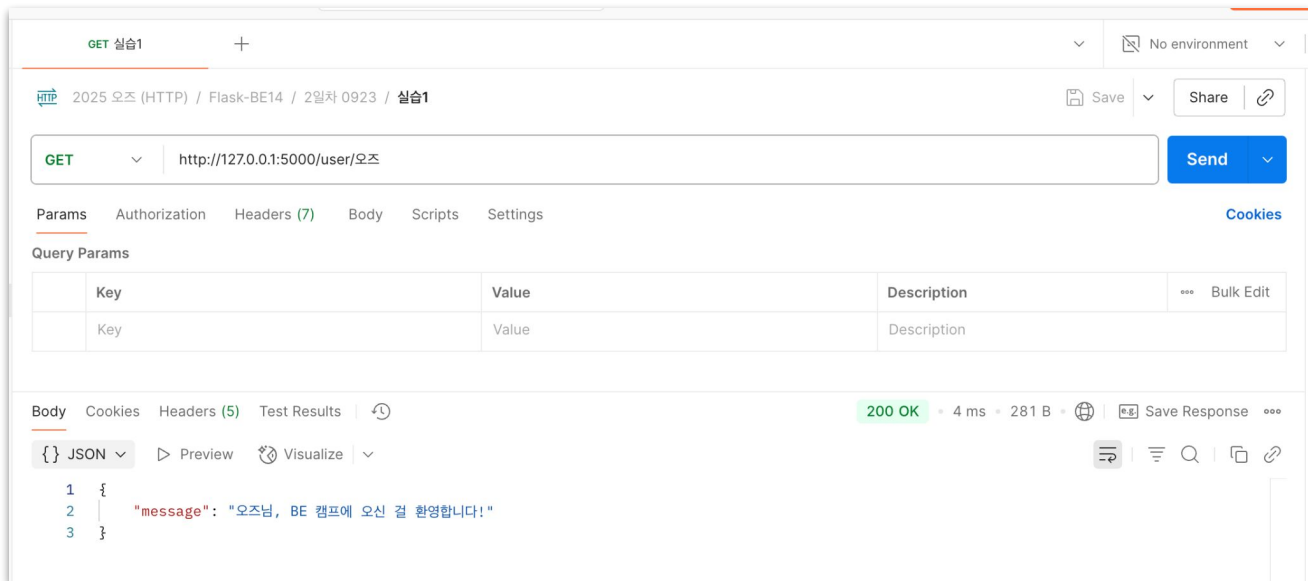 GET 실습1
No environment
HTTP 2025 오즈 (HTTP) / Flask-BE14 / 2일차 0923 / 실습1
Save
Share
GET http://127.0.0.1:5000/user/오즈
Send
Params Authorization Headers (7) Body Scripts Settings Cookies
Query Params
Key Value Description Bulk Edit
Key Value Description
Body Cookies Headers (5) Test Results 200 OK 4 ms 281 B e.g. Save Response
{} JSON Preview Visualize
1 {
2 "message": "오즈님, BE 캠프에 오신 걸 환영합니다!"
3 }